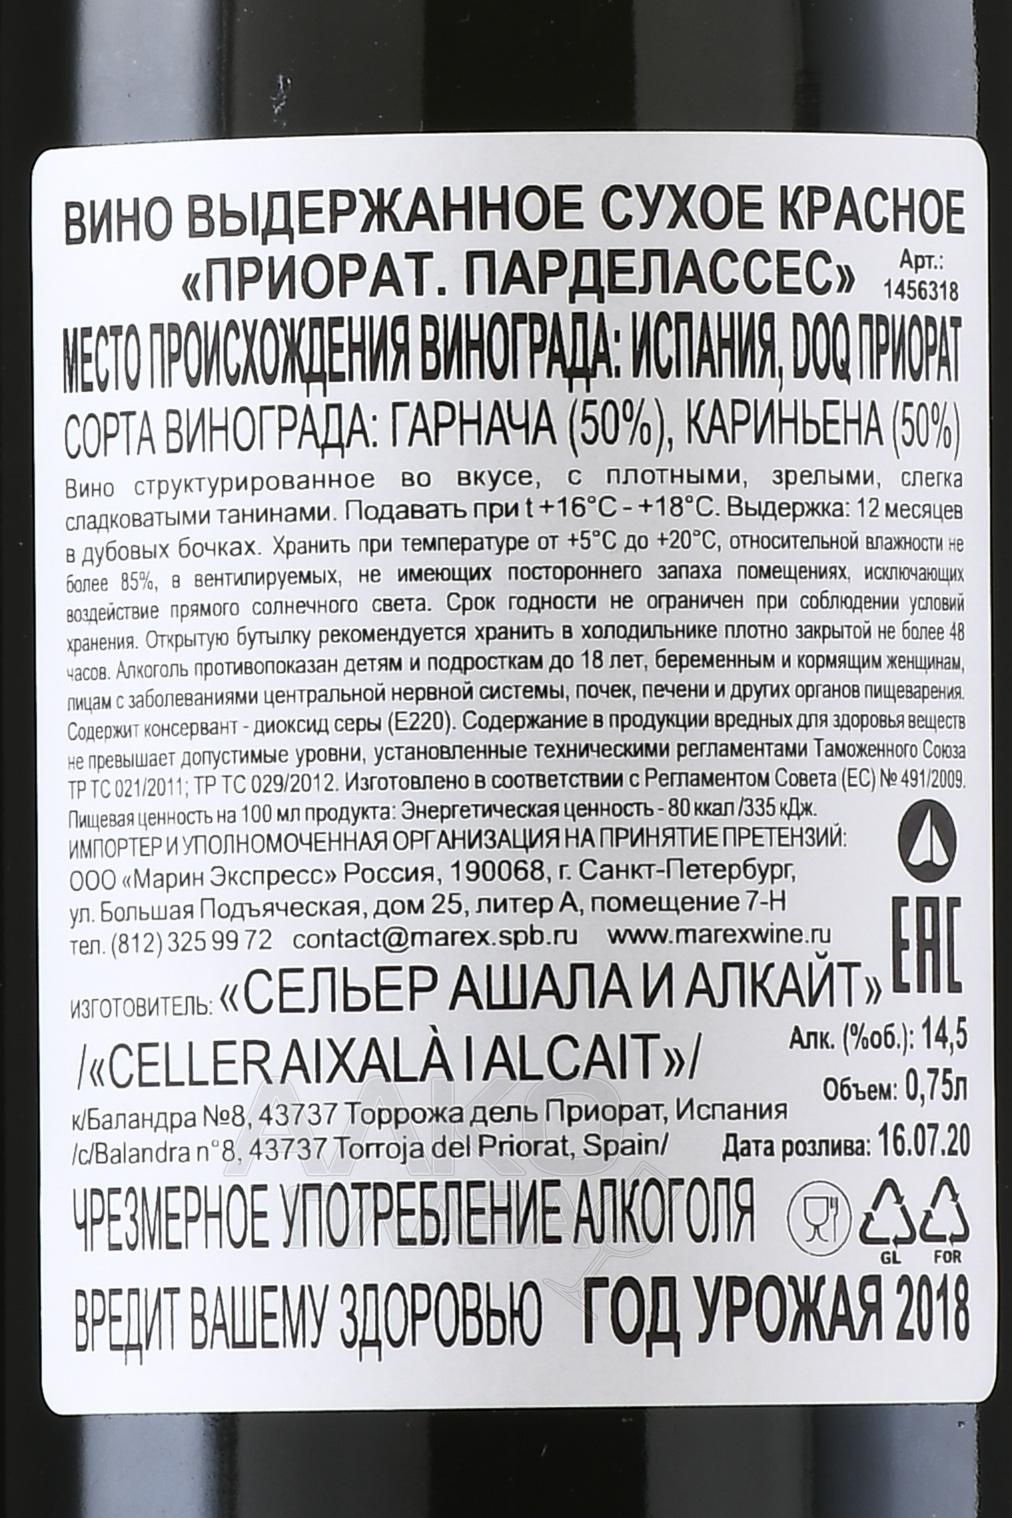 ВИНО ВЫДЕРЖАННОЕ СУХОЕ КРАСНОЕ
«ПРИОРАТ. ПАРДЕЛАССЕС» Арт.: 1456318
МЕСТО ПРОИСХОЖДЕНИЯ ВИНОГРАДА: ИСПАНИЯ, DOQ ПРИОРАТ
СОРТА ВИНОГРАДА: ГАРНАЧА (50%), КАРИНЬЕНА (50%)
Вино структурированное во вкусе, с плотными, зрелыми, слегка
сладковатыми танинами. Подавать при t +16°C - +18°C. Выдержка: 12 месяцев
в дубовых бочках. Хранить при температуре от +5°C до +20°C, относительной влажности не
более 85%, в вентилируемых, не имеющих постороннего запаха помещениях, исключающих
воздействие прямого солнечного света. Срок годности не ограничен при соблюдении условий
хранения. Открытую бутылку рекомендуется хранить в холодильнике плотно закрытой не более 48
часов. Алкоголь противопоказан детям и подросткам до 18 лет, беременным и кормящим женщинам,
лицам с заболеваниями центральной нервной системы, почек, печени и других органов пищеварения.
Содержит консервант - диоксид серы (E220). Содержание в продукции вредных для здоровья веществ
не превышает допустимые уровни, установленные техническими регламентами Таможенного Союза
ТР ТС 021/2011; ТР ТС 029/2012. Изготовлено в соответствии с Регламентом Совета (ЕС) № 491/2009.
Пищевая ценность на 100 мл продукта: Энергетическая ценность - 80 ккал /335 кДж.
ИМПОРТЕР И УПОЛНОМОЧЕННАЯ ОРГАНИЗАЦИЯ НА ПРИНЯТИЕ ПРЕТЕНЗИЙ:
ООО «Марин Экспресс» Россия, 190068, г. Санкт-Петербург,
ул. Большая Подъяческая, дом 25, литер А, помещение 7-Н
тел. (812) 325 99 72 contact@marex.spb.ru www.marexwine.ru
EAC
ИЗГОТОВИТЕЛЬ: «СЕЛЬЕР АШАЛА И АЛКАЙТ»
/«CELLER AIXALÀ I ALCAIT»/
Алк. (%об.): 14,5
Объем: 0,75л
к/Баландра №8, 43737 Торрожа дель Приорат, Испания
/c/Balandra n°8, 43737 Torroja del Priorat, Spain/
Дата розлива: 16.07.20
ЧРЕЗМЕРНОЕ УПОТРЕБЛЕНИЕ АЛКОГОЛЯ
GL FOR
ВРЕДИТ ВАШЕМУ ЗДОРОВЬЮ ГОД УРОЖАЯ 2018